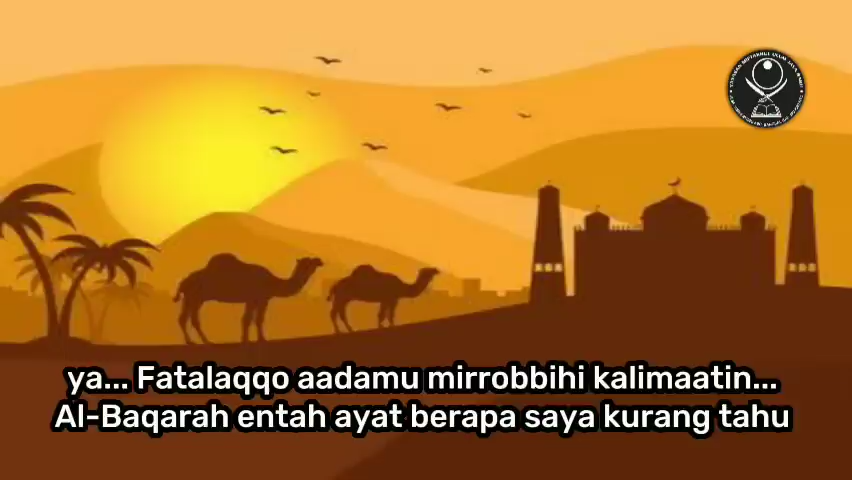 ya... Fatalaqqo aadamu mirrobbihi kalimaatin...
Al-Baqarah entah ayat berapa saya kurang tahu